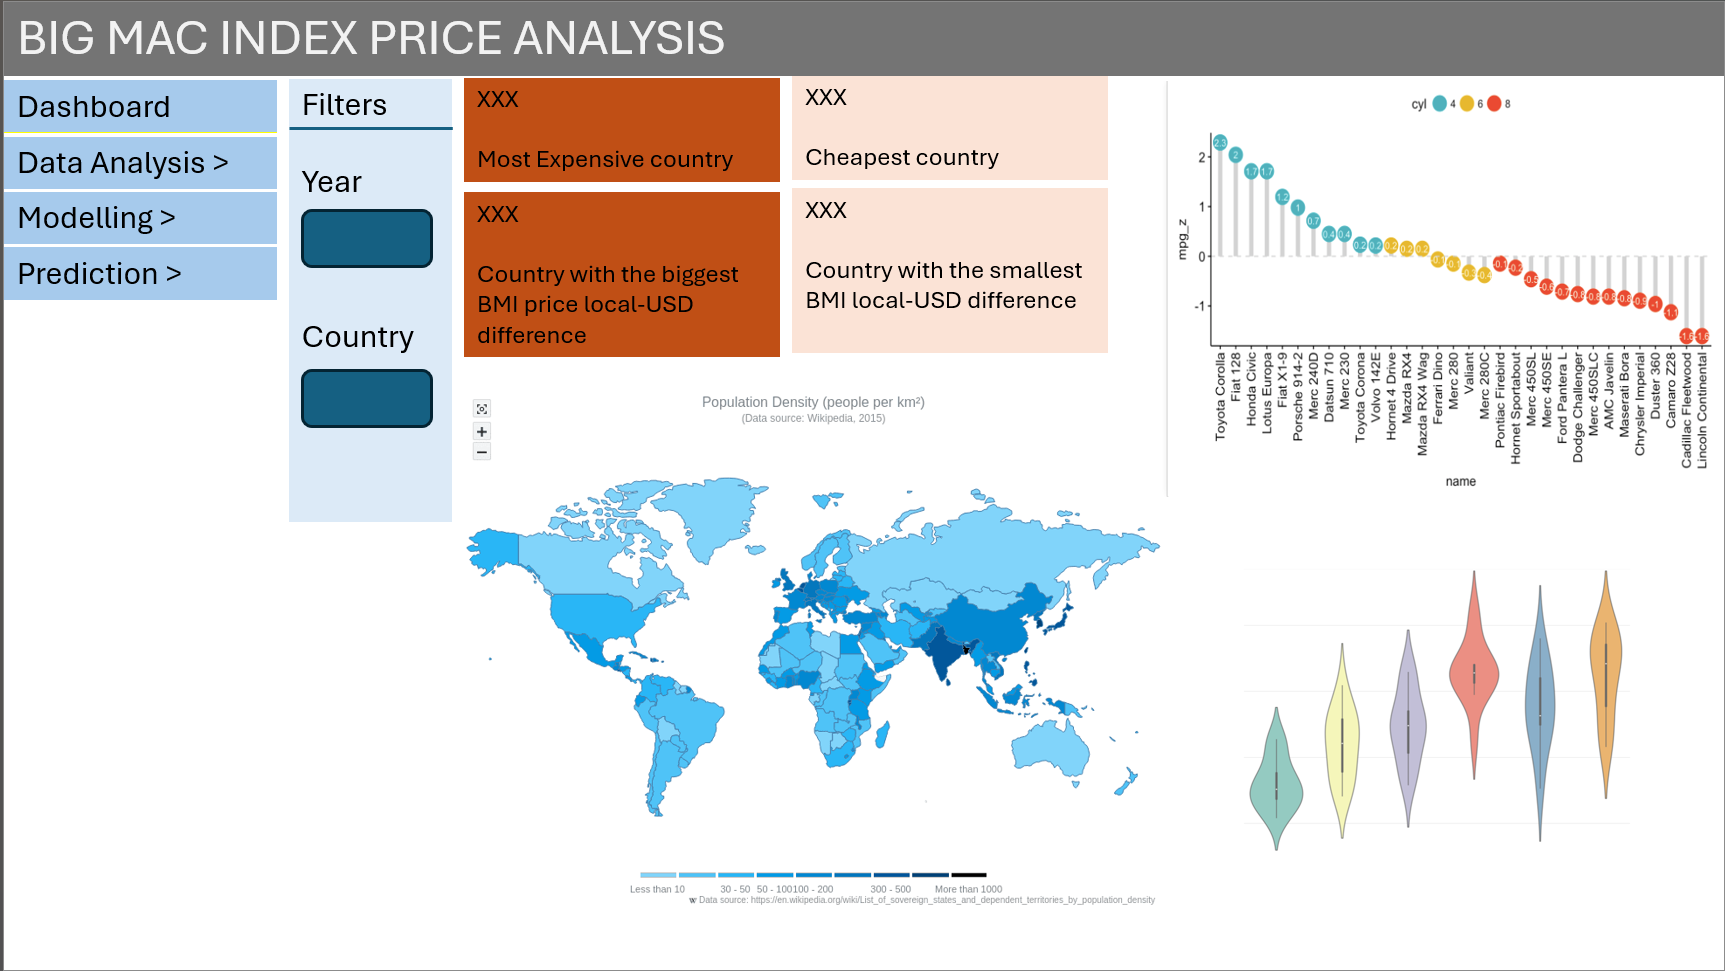 BIG MAC INDEX PRICE ANALYSIS
Dashboard
Data Analysis >
Modelling >
Prediction >
Filters
Year
Country
XXX
Most Expensive country
XXX
Cheapest country
XXX
Country with the biggest
BMI price local-USD
difference
XXX
Country with the smallest
BMI local-USD difference
Population Density (people per km²)
(Data source: Wikipedia, 2015)
Less than 10
30 - 50
50 - 100
100 - 200
300 - 500
More than 1000
W Data source: https://en.wikipedia.org/wiki/List_of_sovereign_states_and_dependent_territories_by_population_density
cyl 4 6 8
mpg_z
2
1
0
-1
2.3
2
1.7
1.7
1.2
1
0.7
0.4
0.4
0.2
0.2
0.2
0.2
0.2
-0.1
-0.1
-0.3
-0.4
-0.1
-0.2
-0.5
-0.6
-0.7
-0.8
-0.8
-0.8
-0.8
-0.9
-1
-1.1
-1.6
-1.6
Toyota Corolla
Fiat 128
Honda Civic
Lotus Europa
Fiat X1-9
Porsche 914-2
Merc 240D
Datsun 710
Merc 230
Toyota Corona
Volvo 142E
Hornet 4 Drive
Mazda RX4
Mazda RX4 Wag
Ferrari Dino
Merc 280
Valiant
Merc 280C
Pontiac Firebird
Hornet Sportabout
Merc 450SL
Merc 450SE
Ford Pantera L
Dodge Challenger
Merc 450SLC
AMC Javelin
Maserati Bora
Chrysler Imperial
Duster 360
Camaro Z28
Cadillac Fleetwood
Lincoln Continental
name